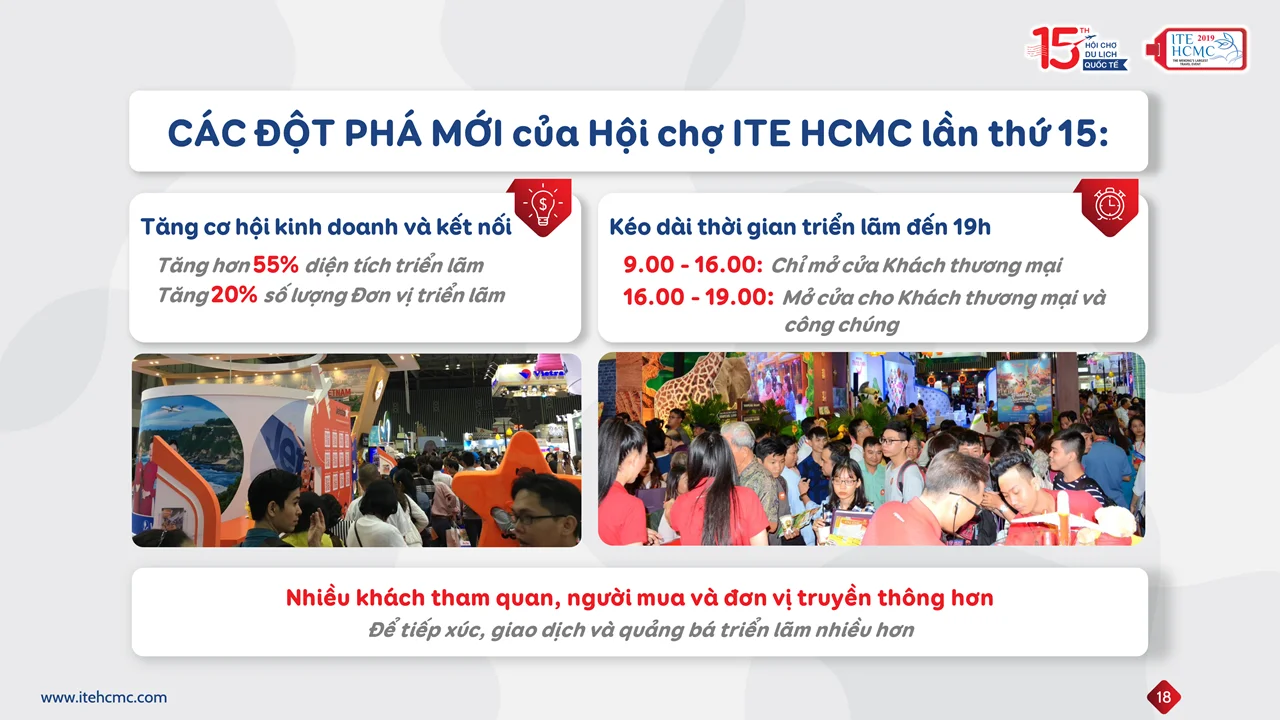 15TH
HỘI CHỢ
DU LỊCH
QUỐC TẾ
ITE 2019
HCMC
THE MEKONG'S LARGEST
TRAVEL EVENT
CÁC ĐỘT PHÁ MỚI của Hội chợ ITE HCMC lần thứ 15:
Tăng cơ hội kinh doanh và kết nối
Tăng hơn 55% diện tích triển lãm
Tăng 20% số lượng Đơn vị triển lãm
Kéo dài thời gian triển lãm đến 19h
9.00 - 16.00: Chỉ mở cửa Khách thương mại
16.00 - 19.00: Mở cửa cho Khách thương mại và
công chúng
Nhiều khách tham quan, người mua và đơn vị truyền thông hơn
Để tiếp xúc, giao dịch và quảng bá triển lãm nhiều hơn
www.itehcmc.com
18